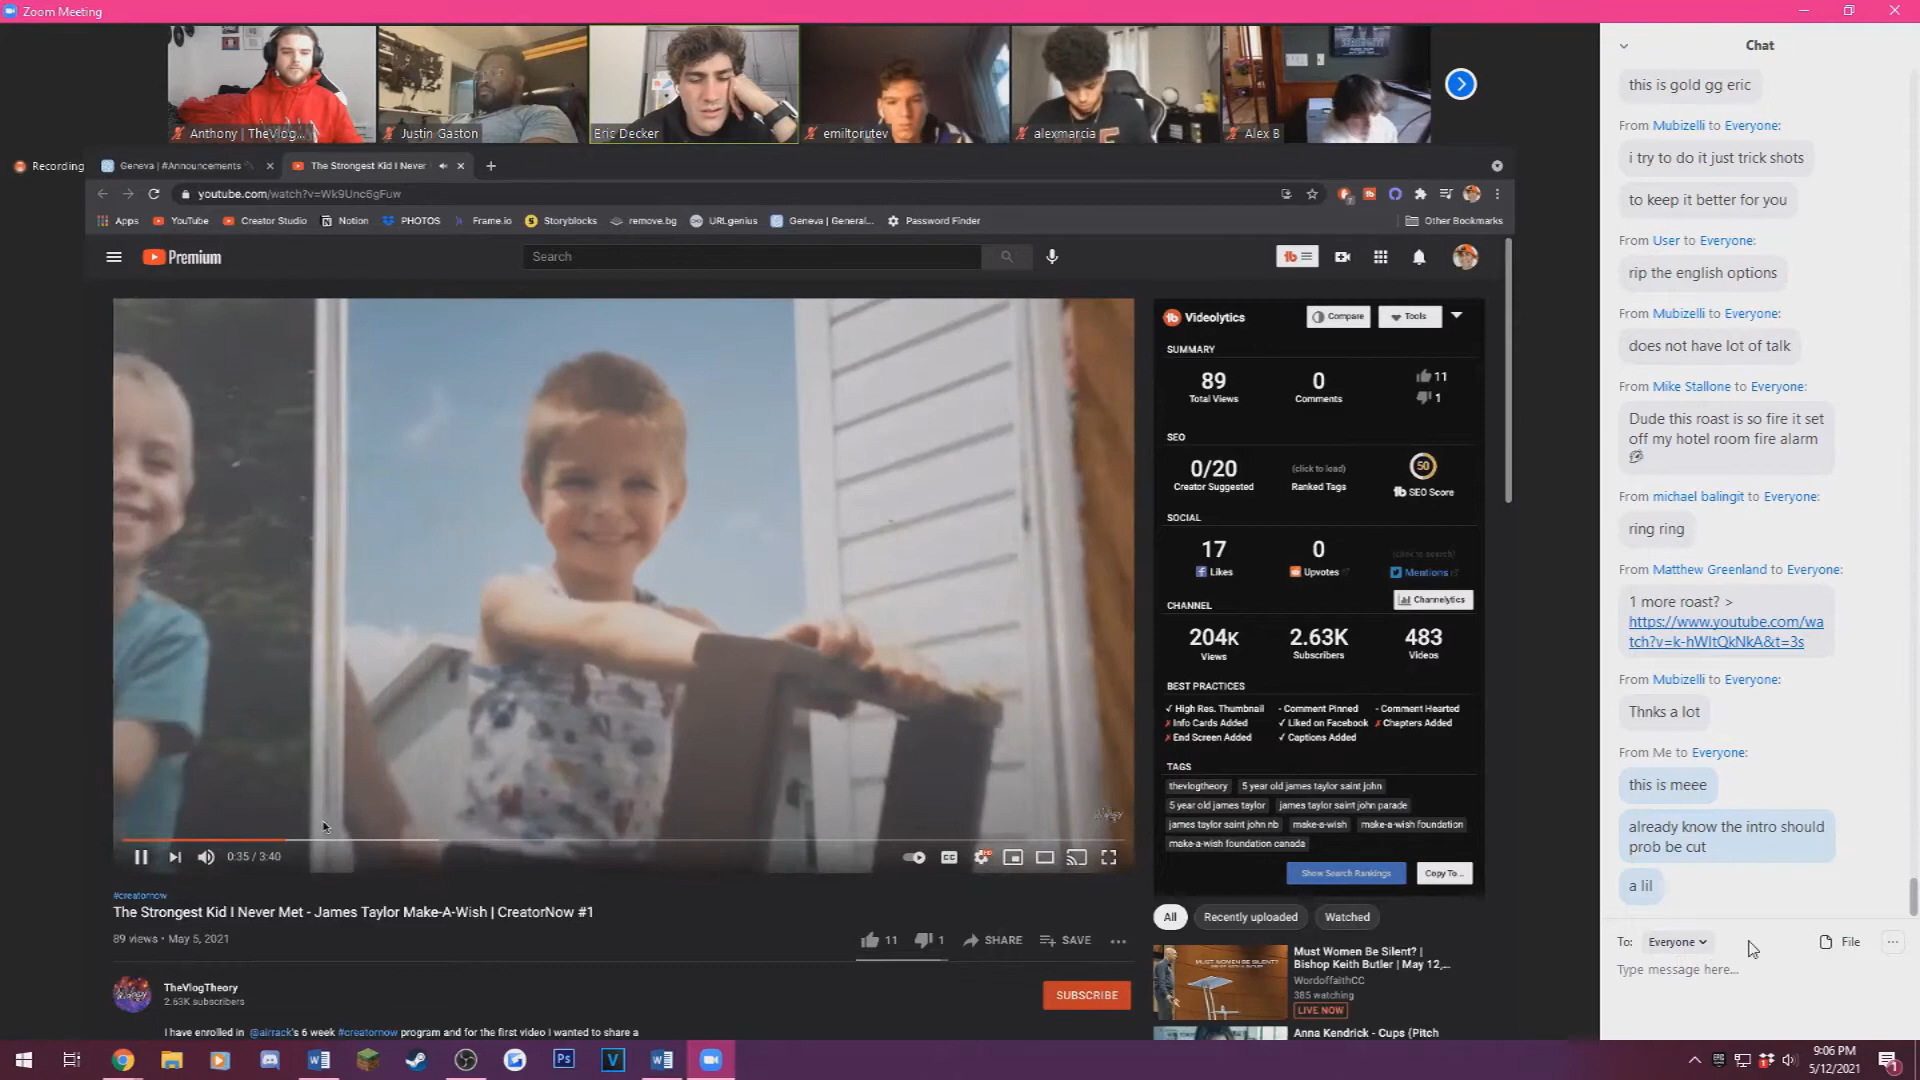 Zoom Meeting
Anthony | TheVlog...
Justin Gaston
Eric Decker
emiltorutev
alexmarcia
Alex B
Recording
Geneva | #Announcements
The Strongest Kid I Never
youtube.com/watch?v=Wk9Unc6gFuw
Apps
YouTube
Creator Studio
Notion
PHOTOS
Frame.io
Storyblocks
remove.bg
URLgenius
Geneva | General...
Password Finder
Other Bookmarks
Premium
Search
0:35 / 3:40
#creatornow
The Strongest Kid I Never Met - James Taylor Make-A-Wish | CreatorNow #1
89 views • May 5, 2021
11
1
SHARE
SAVE
TheVlogTheory
2.63K subscribers
SUBSCRIBE
I have enrolled in @airrack's 6 week #creatornow program and for the first video I wanted to share a
Videolytics
Compare
Tools
SUMMARY
89
Total Views
0
Comments
11
1
SEO
0/20
Creator Suggested
(click to load)
Ranked Tags
50
SEO Score
SOCIAL
17
Likes
0
Upvotes
(click to search)
Mentions
Channelytics
CHANNEL
204K
Views
2.63K
Subscribers
483
Videos
BEST PRACTICES
✓ High Res. Thumbnail
- Comment Pinned
- Comment Hearted
✗ Info Cards Added
✓ Liked on Facebook
✗ Chapters Added
✗ End Screen Added
✓ Captions Added
TAGS
thevlogtheory
5 year old james taylor saint john
5 year old james taylor
james taylor saint john parade
james taylor saint john nb
make-a-wish
make-a-wish foundation
make-a-wish foundation canada
Show Search Rankings
Copy To...
All
Recently uploaded
Watched
MUST WOMEN BE SILENT?
Must Women Be Silent? |
Bishop Keith Butler | May 12,...
WordoffaithCC
385 watching
LIVE NOW
Anna Kendrick - Cups (Pitch
Chat
this is gold gg eric
From Mubizelli to Everyone:
i try to do it just trick shots
to keep it better for you
From User to Everyone:
rip the english options
From Mubizelli to Everyone:
does not have lot of talk
From Mike Stallone to Everyone:
Dude this roast is so fire it set
off my hotel room fire alarm
From michael balingit to Everyone:
ring ring
From Matthew Greenland to Everyone:
1 more roast? >
https://www.youtube.com/wa
tch?v=k-hWItQkNkA&t=3s
From Mubizelli to Everyone:
Thnks a lot
From Me to Everyone:
this is meee
already know the intro should
prob be cut
a lil
To: Everyone
File
Type message here...
9:06 PM
5/12/2021